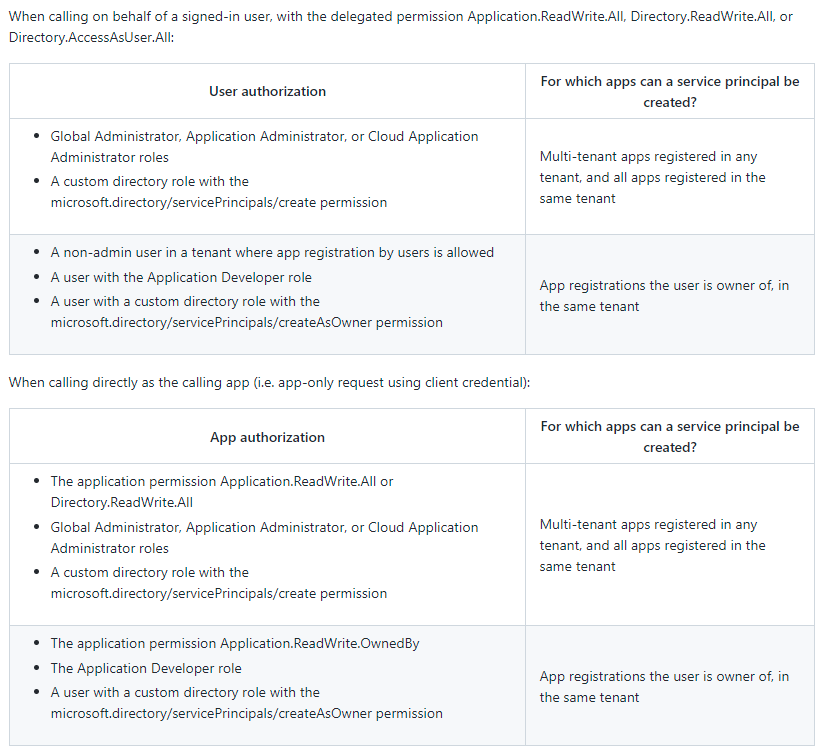 When calling on behalf of a signed-in user, with the delegated permission Application.ReadWrite.All, Directory.ReadWrite.All, or
Directory.AccessAsUser.All:
User authorization
For which apps can a service principal be
created?
• Global Administrator, Application Administrator, or Cloud Application
Administrator roles
• A custom directory role with the
microsoft.directory/servicePrincipals/create permission
Multi-tenant apps registered in any
tenant, and all apps registered in the
same tenant
• A non-admin user in a tenant where app registration by users is allowed
• A user with the Application Developer role
• A user with a custom directory role with the
microsoft.directory/servicePrincipals/createAsOwner permission
App registrations the user is owner of, in
the same tenant
When calling directly as the calling app (i.e. app-only request using client credential):
App authorization
For which apps can a service principal be
created?
• The application permission Application.ReadWrite.All or
Directory.ReadWrite.All
• Global Administrator, Application Administrator, or Cloud Application
Administrator roles
• A custom directory role with the
microsoft.directory/servicePrincipals/create permission
Multi-tenant apps registered in any
tenant, and all apps registered in the
same tenant
• The application permission Application.ReadWrite.OwnedBy
• The Application Developer role
• A user with a custom directory role with the
microsoft.directory/servicePrincipals/createAsOwner permission
App registrations the user is owner of, in
the same tenant